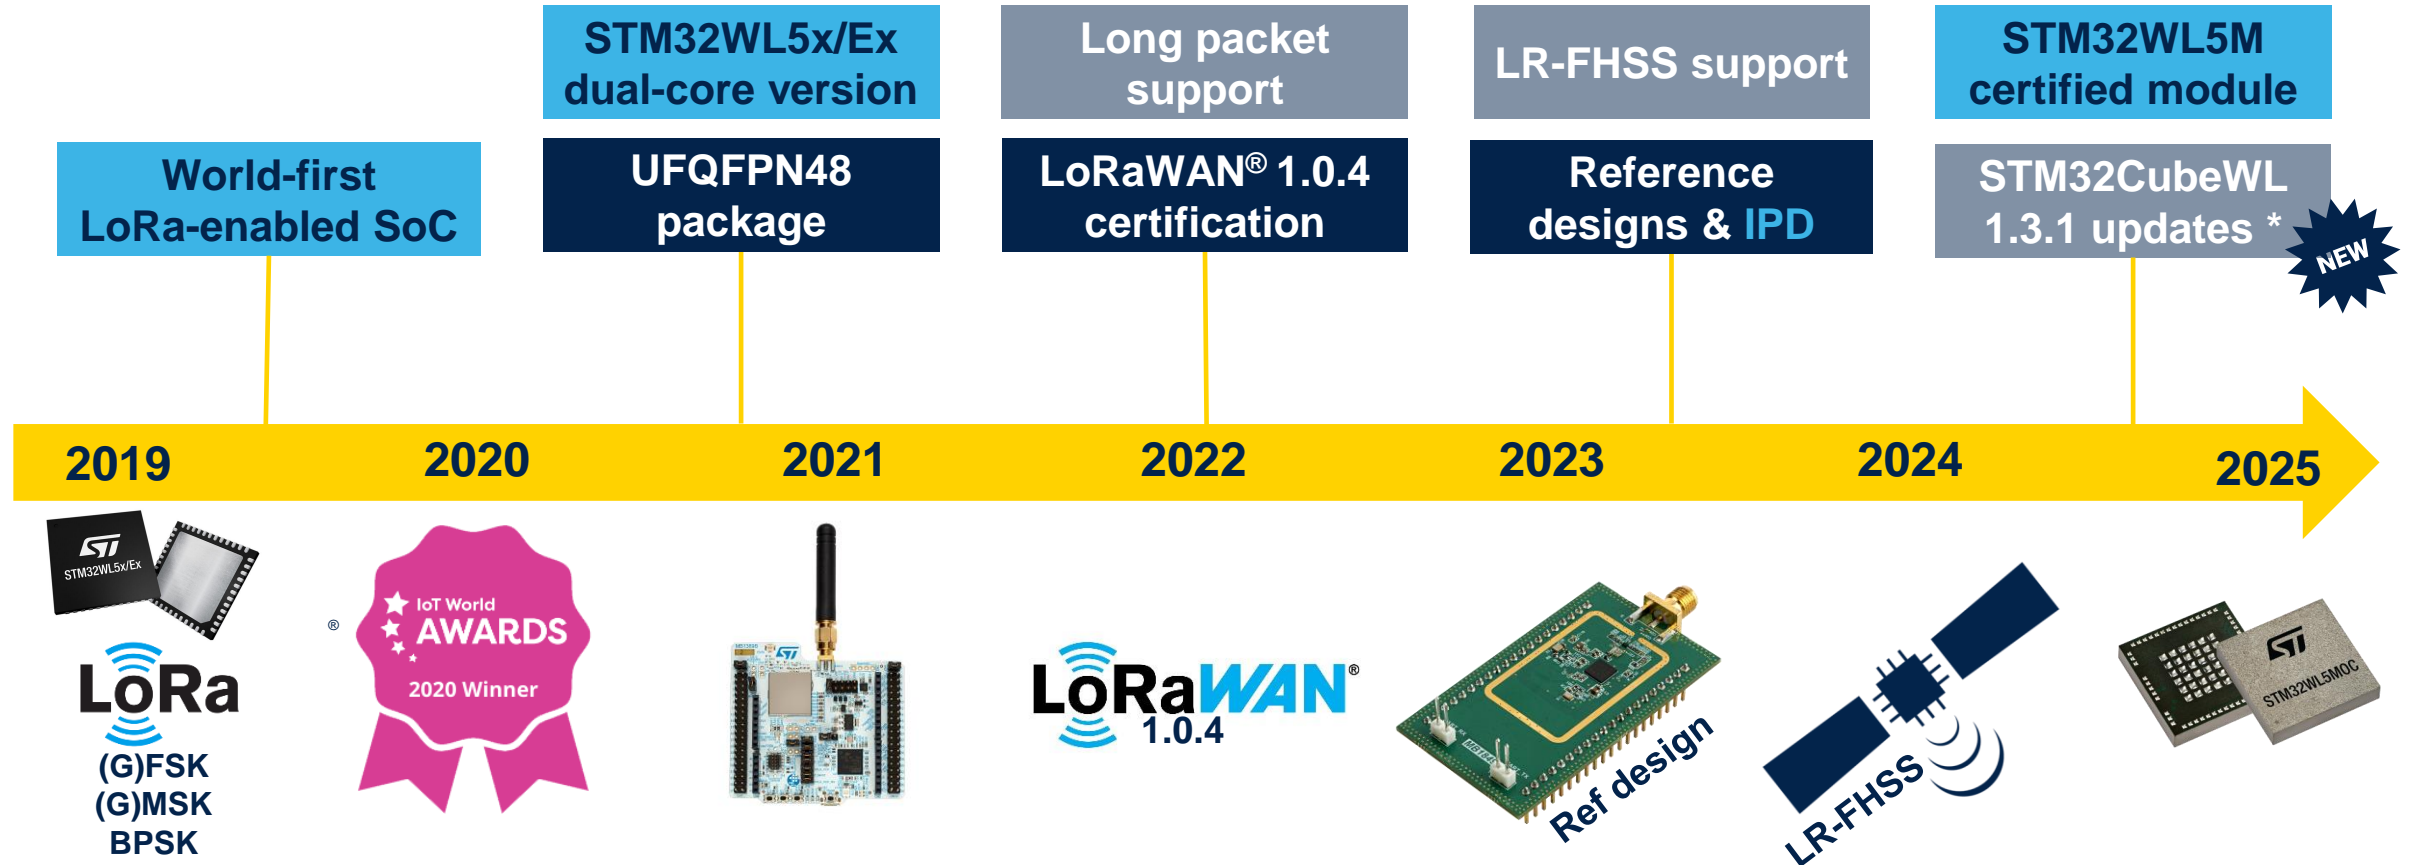 World-first
LoRa-enabled SoC
STM32WL5x/Ex
dual-core version
UFQFPN48
package
Long packet
support
LoRaWAN® 1.0.4
certification
LR-FHSS support
Reference
designs & IPD
STM32WL5M
certified module
STM32CubeWL
1.3.1 updates *
NEW
2019
2020
2021
2022
2023
2024
2025
ST
STM32WL5x/Ex
LoRa
®
(G)FSK
(G)MSK
BPSK
IoT World
AWARDS
2020 Winner
ST
LoRaWAN®
1.0.4
Ref design
LR-FHSS
ST
STM32WL5MOC